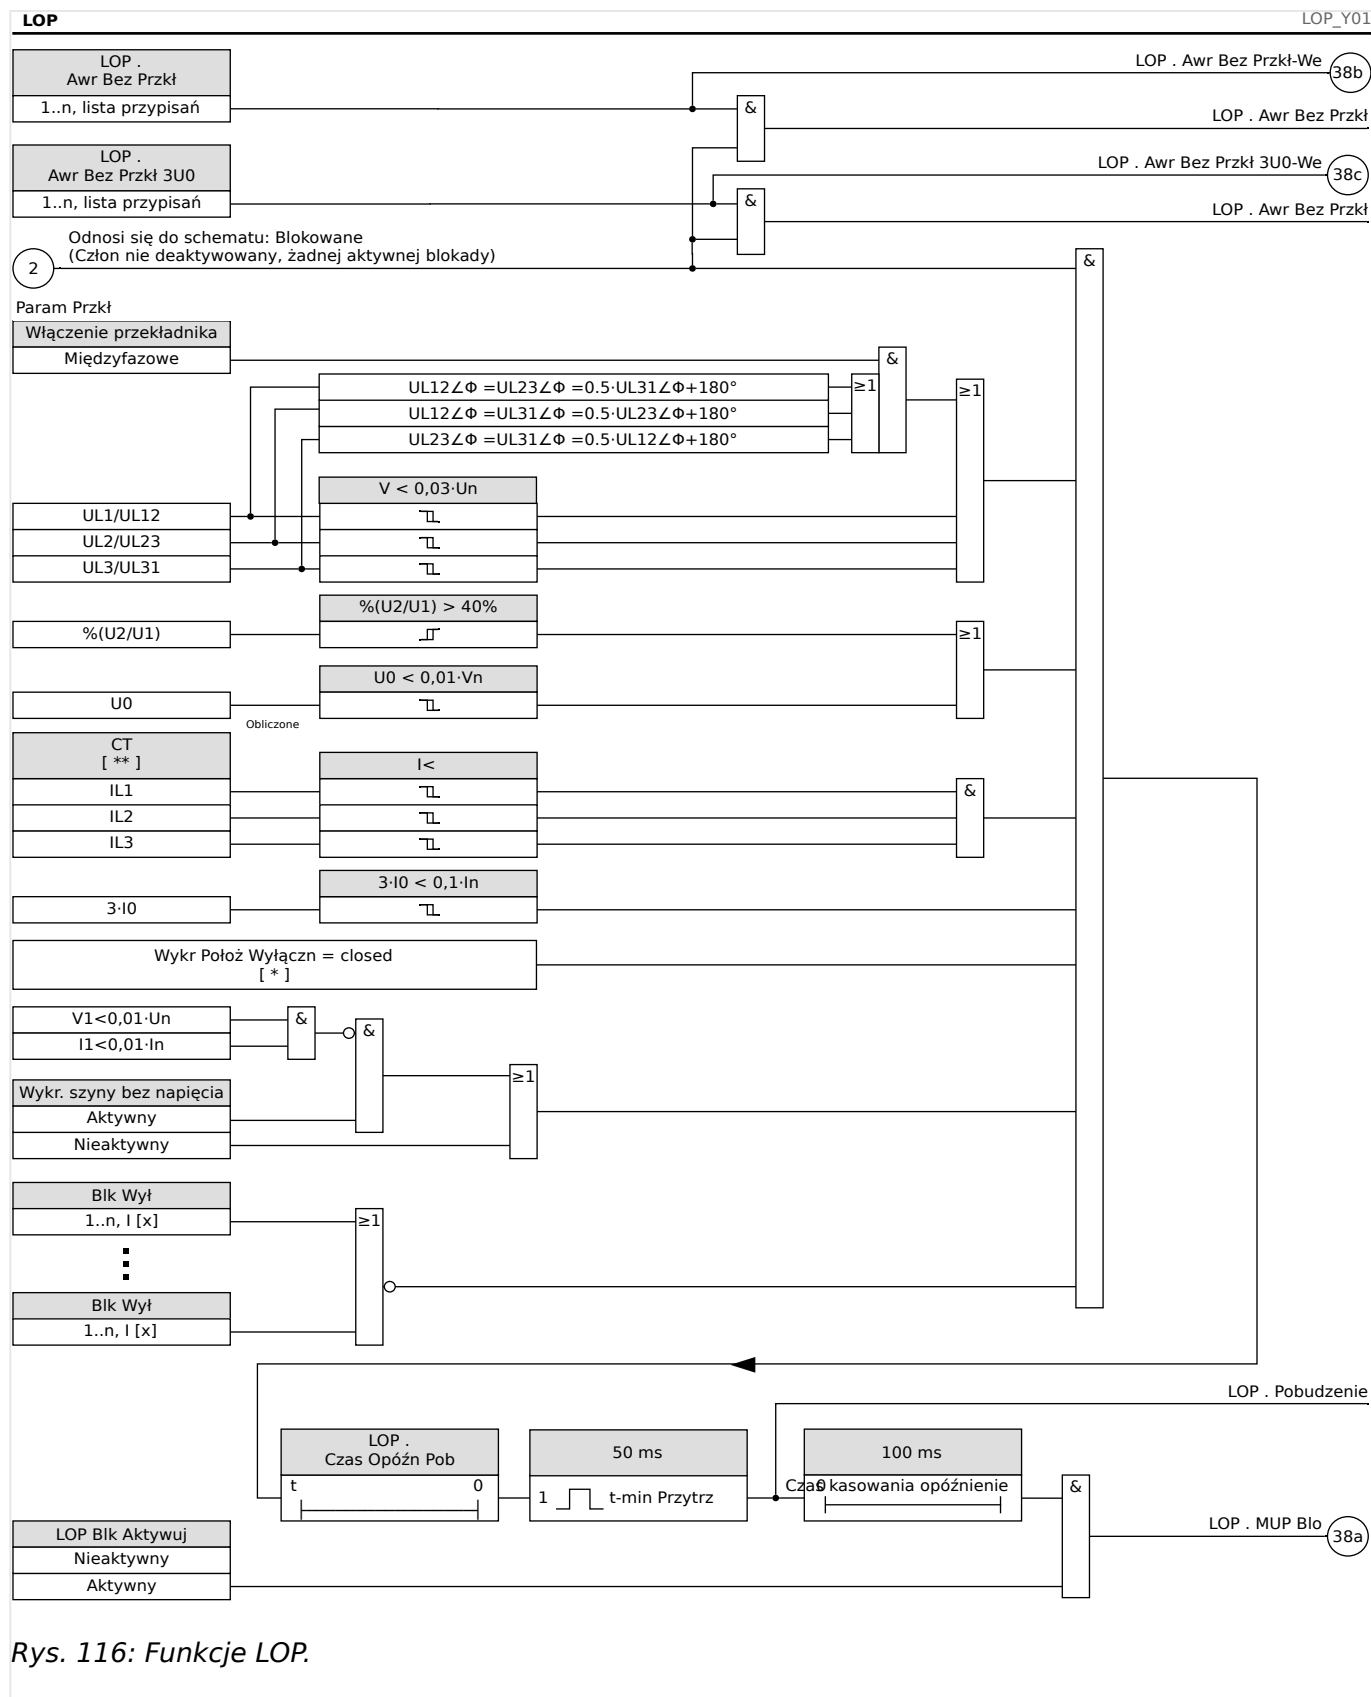 LOP
LOP_Y01
LOP .
Awr Bez Przkł
1..n, lista przypisań
LOP . Awr Bez Przkł-We
38b
&
LOP . Awr Bez Przkł
LOP .
Awr Bez Przkł 3U0
1..n, lista przypisań
LOP . Awr Bez Przkł 3U0-We
38c
&
LOP . Awr Bez Przkł
Odnosi się do schematu: Blokowane
(Człon nie deaktywowany, żadnej aktywnej blokady)
2
&
Param Przkł
Włączenie przekładnika
Międzyfazowe
&
UL12∠Φ =UL23∠Φ =0.5·UL31∠Φ+180°
≥1
≥1
UL12∠Φ =UL31∠Φ =0.5·UL23∠Φ+180°
UL23∠Φ =UL31∠Φ =0.5·UL12∠Φ+180°
V < 0,03·Un
UL1/UL12
UL2/UL23
UL3/UL31
%(U2/U1) > 40%
%(U2/U1)
≥1
U0 < 0,01·Vn
U0
Obliczone
CT
[ ** ]
I<
IL1
&
IL2
IL3
3·I0 < 0,1·In
3·I0
Wykr Położ Wyłączn = closed
[ * ]
V1<0,01·Un
&
&
I1<0,01·In
≥1
Wykr. szyny bez napięcia
Aktywny
Nieaktywny
Blk Wył
1..n, I [x]
≥1
Blk Wył
1..n, I [x]
LOP . Pobudzenie
LOP .
Czas Opóźn Pob
t
0
50 ms
1
t-min Przytrz
100 ms
0
Czas kasowania opóźnienie
&
LOP Blk Aktywuj
Nieaktywny
Aktywny
LOP . MUP Blo
38a
Rys. 116: Funkcje LOP.